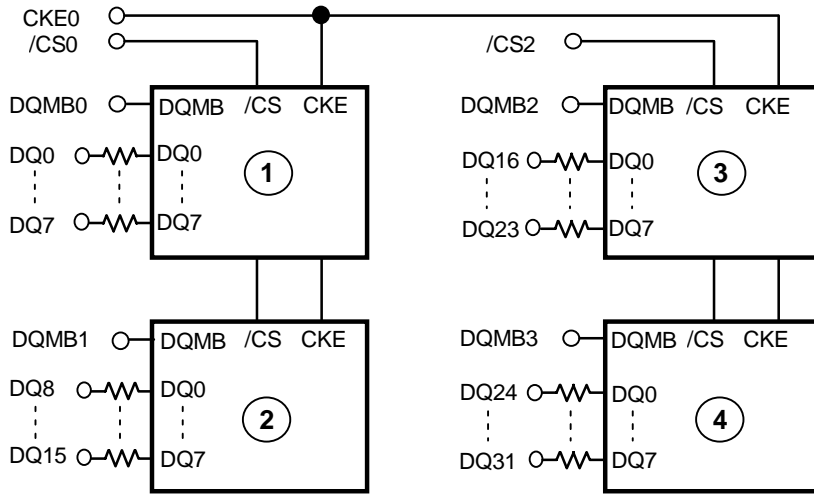 CKE0
/CS0
/CS2
DQMB0
DQMB /CS CKE
DQ0
DQ0
1
DQ7
DQ7
DQMB2
DQMB /CS CKE
DQ16
DQ0
3
DQ23
DQ7
DQMB1
DQMB /CS CKE
DQ8
DQ0
2
DQ15
DQ7
DQMB3
DQMB /CS CKE
DQ24
DQ0
4
DQ31
DQ7